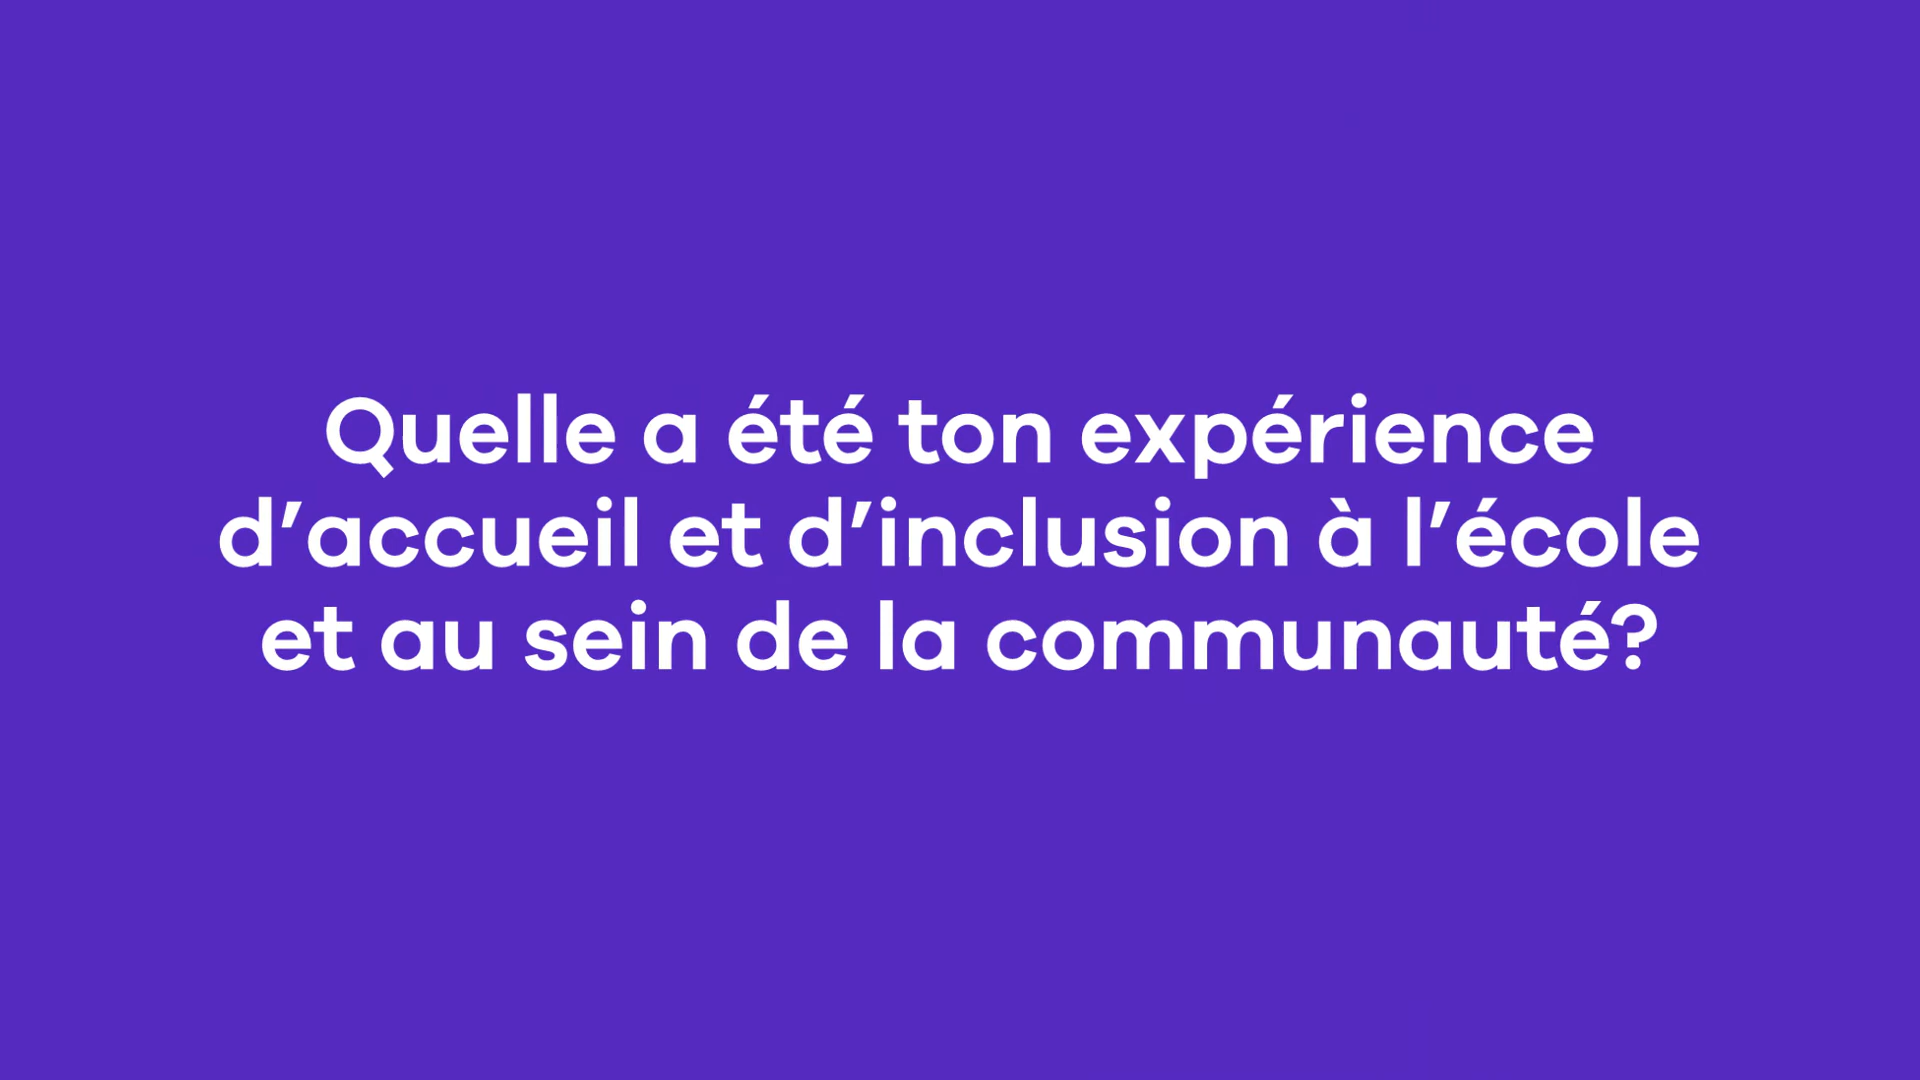 Quelle a été ton expérience
d’accueil et d’inclusion à l’école
et au sein de la communauté?